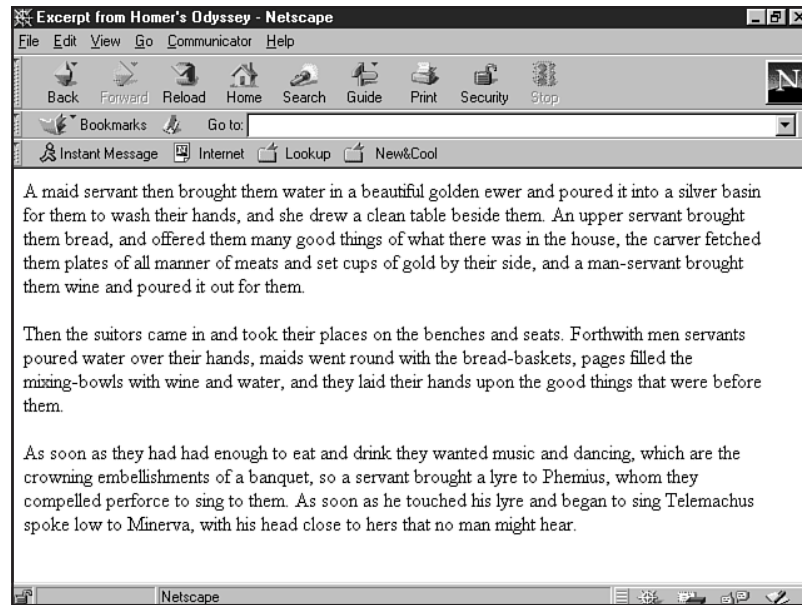 Excerpt from Homer's Odyssey - Netscape
File Edit View Go Communicator Help
Back Forward Reload Home Search Guide Print Security Stop
N
Bookmarks Go to:
Instant Message Internet Lookup New&Cool
A maid servant then brought them water in a beautiful golden ewer and poured it into a silver basin
for them to wash their hands, and she drew a clean table beside them. An upper servant brought
them bread, and offered them many good things of what there was in the house, the carver fetched
them plates of all manner of meats and set cups of gold by their side, and a man-servant brought
them wine and poured it out for them.
Then the suitors came in and took their places on the benches and seats. Forthwith men servants
poured water over their hands, maids went round with the bread-baskets, pages filled the
mixing-bowls with wine and water, and they laid their hands upon the good things that were before
them.
As soon as they had had enough to eat and drink they wanted music and dancing, which are the
crowning embellishments of a banquet, so a servant brought a lyre to Phemius, whom they
compelled perforce to sing to them. As soon as he touched his lyre and began to sing Telemachus
spoke low to Minerva, with his head close to hers that no man might hear.
Netscape